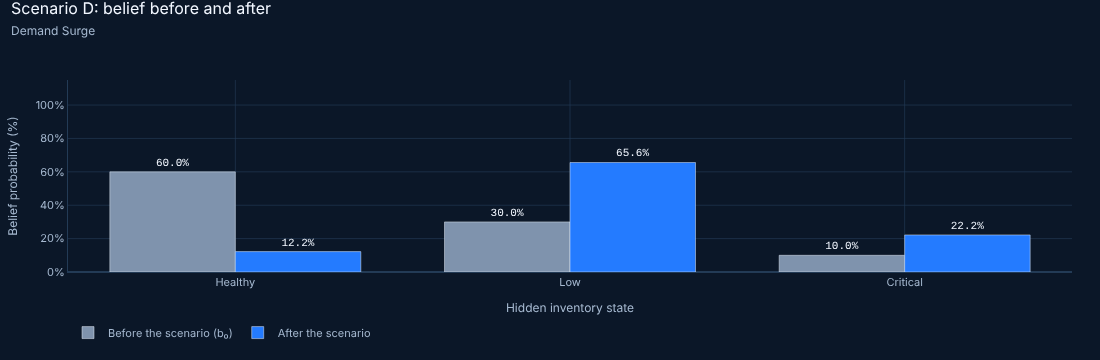 Scenario D: belief before and after
Demand Surge
Belief probability (%)
100%
80%
60%
40%
20%
0%
60.0%
12.2%
30.0%
65.6%
10.0%
22.2%
Healthy Low Critical
Hidden inventory state
Before the scenario (b₀) After the scenario